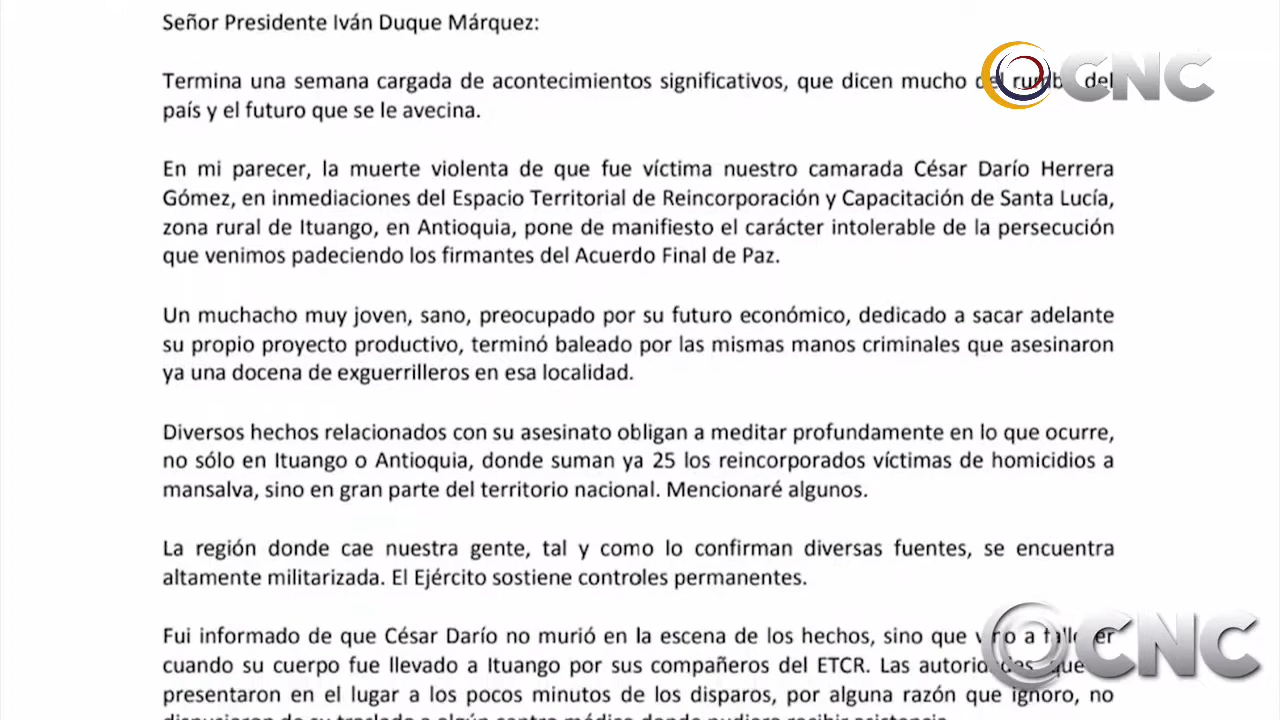 Señor Presidente Iván Duque Márquez:
CNC
Termina una semana cargada de acontecimientos significativos, que dicen mucho del rumbo del
país y el futuro que se le avecina.
En mi parecer, la muerte violenta de que fue víctima nuestro camarada César Darío Herrera
Gómez, en inmediaciones del Espacio Territorial de Reincorporación y Capacitación de Santa Lucía,
zona rural de Ituango, en Antioquia, pone de manifiesto el carácter intolerable de la persecución
que venimos padeciendo los firmantes del Acuerdo Final de Paz.
Un muchacho muy joven, sano, preocupado por su futuro económico, dedicado a sacar adelante
su propio proyecto productivo, terminó baleado por las mismas manos criminales que asesinaron
ya una docena de exguerrilleros en esa localidad.
Diversos hechos relacionados con su asesinato obligan a meditar profundamente en lo que ocurre,
no sólo en Ituango o Antioquia, donde suman ya 25 los reincorporados víctimas de homicidios a
mansalva, sino en gran parte del territorio nacional. Mencionaré algunos.
La región donde cae nuestra gente, tal y como lo confirman diversas fuentes, se encuentra
altamente militarizada. El Ejército sostiene controles permanentes.
Fui informado de que César Darío no murió en la escena de los hechos, sino que vino a fallecer
CNC
cuando su cuerpo fue llevado a Ituango por sus compañeros del ETCR. Las autoridades, que
presentaron en el lugar a los pocos minutos de los disparos, por alguna razón que ignoro, no